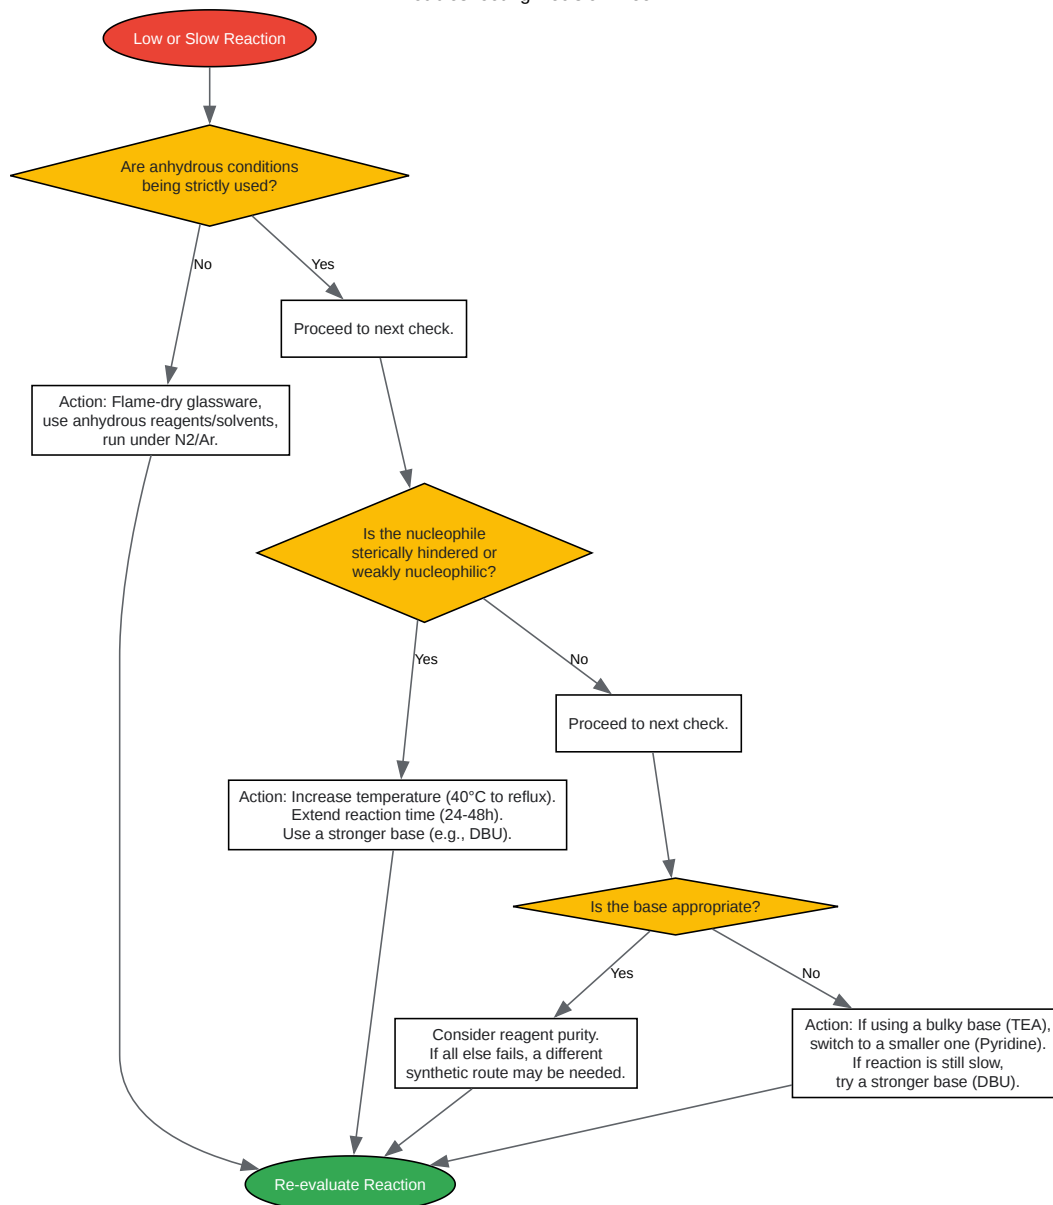 Low or Slow Reaction
Are anhydrous conditions
being strictly used?
No
Yes
Proceed to next check.
Action: Flame-dry glassware,
use anhydrous reagents/solvents,
run under N2/Ar.
Is the nucleophile
sterically hindered or
weakly nucleophilic?
Yes
No
Proceed to next check.
Action: Increase temperature (40°C to reflux).
Extend reaction time (24-48h).
Use a stronger base (e.g., DBU).
Is the base appropriate?
Yes
No
Consider reagent purity.
If all else fails, a different
synthetic route may be needed.
Action: If using a bulky base (TEA),
switch to a smaller one (Pyridine).
If reaction is still slow,
try a stronger base (DBU).
Re-evaluate Reaction